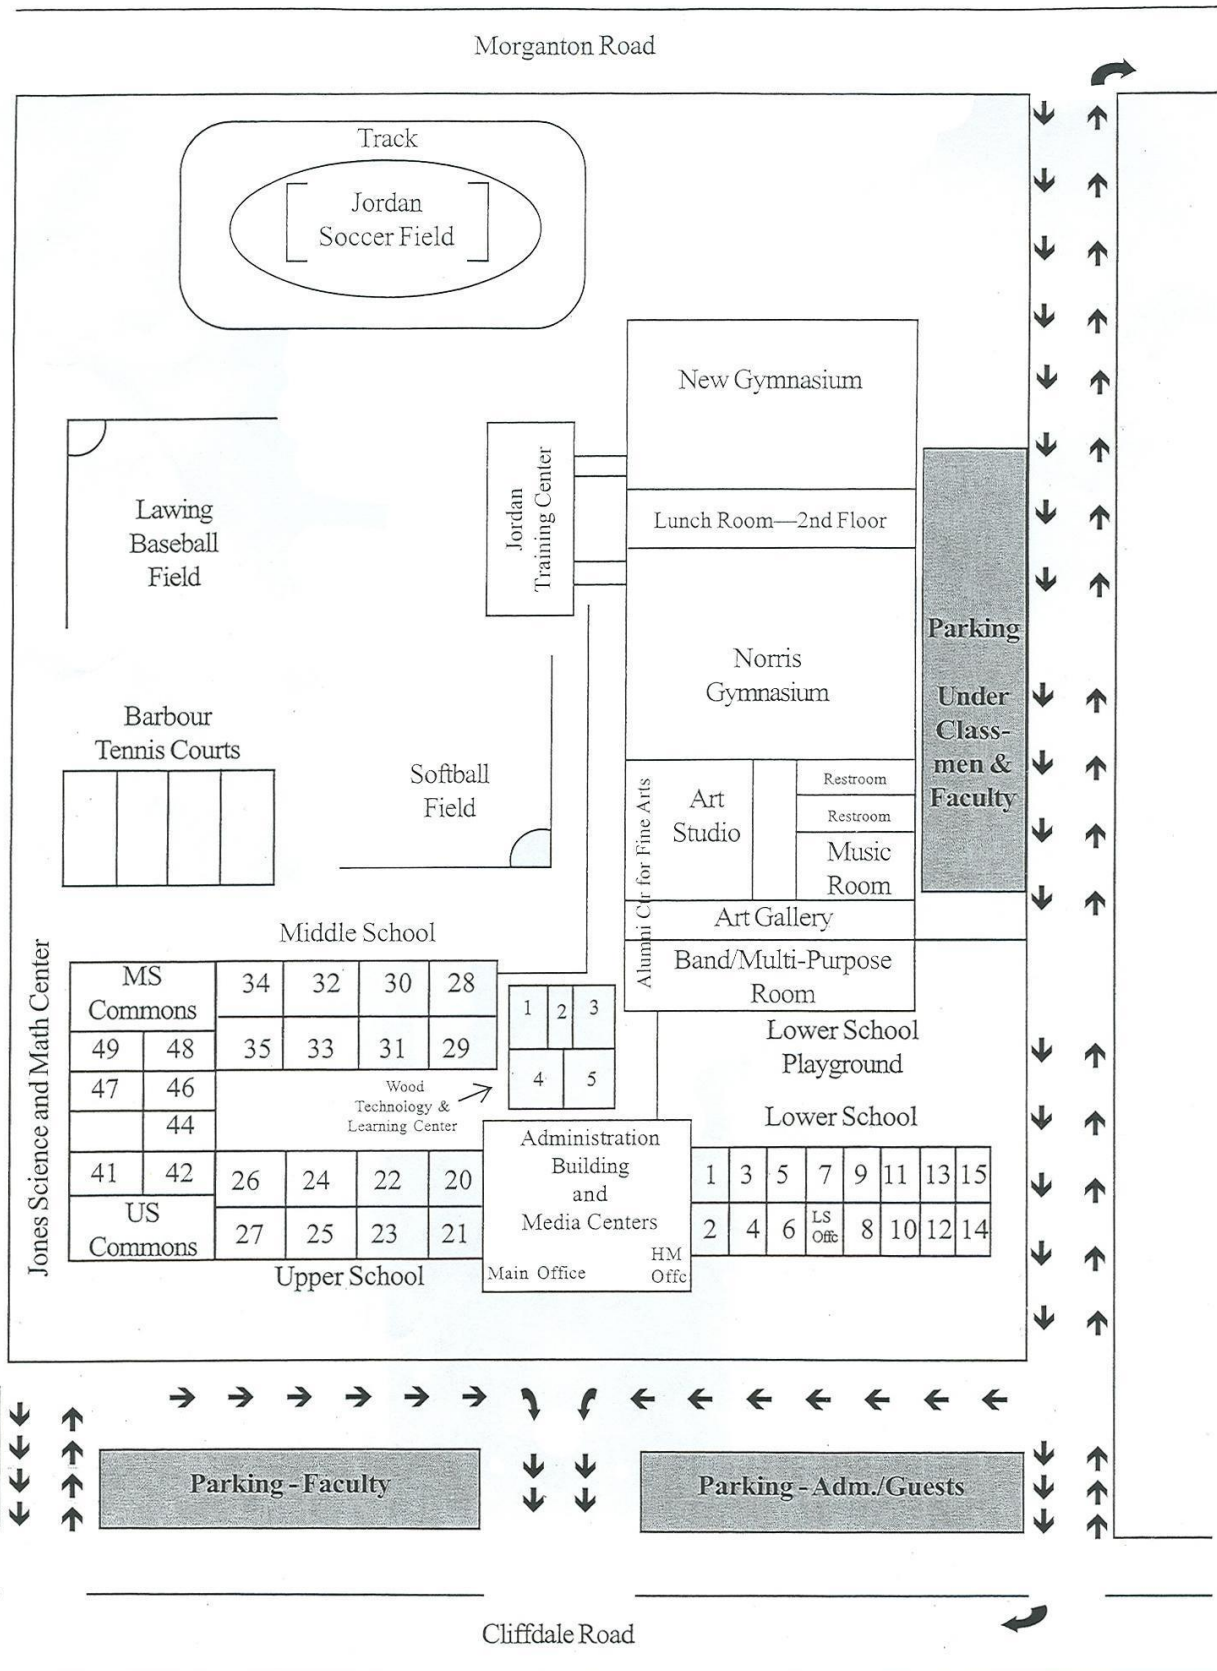 Morganton Road
Track
Jordan
Soccer Field
New Gymnasium
Jordan
Training Center
Lunch Room—2nd Floor
Lawing
Baseball
Field
Norris
Gymnasium
Parking
Under
Class-
men &
Faculty
Barbour
Tennis Courts
Softball
Field
Alumni Ctr for Fine Arts
Art
Studio
Restroom
Restroom
Music
Room
Art Gallery
Band/Multi-Purpose
Room
Middle School
Jones Science and Math Center
MS
Commons
34 32 30 28
35 33 31 29
49 48
47 46
44
41 42
US
Commons
1 2 3
4 5
Wood
Technology &
Learning Center
Lower School
Playground
Lower School
Administration
Building
and
Media Centers
HM
Offc
Main Office
26 24 22 20
27 25 23 21
Upper School
1 3 5 7 9 11 13 15
2 4 6 LS
Offc 8 10 12 14
Parking - Faculty
Parking - Adm./Guests
Cliffdale Road